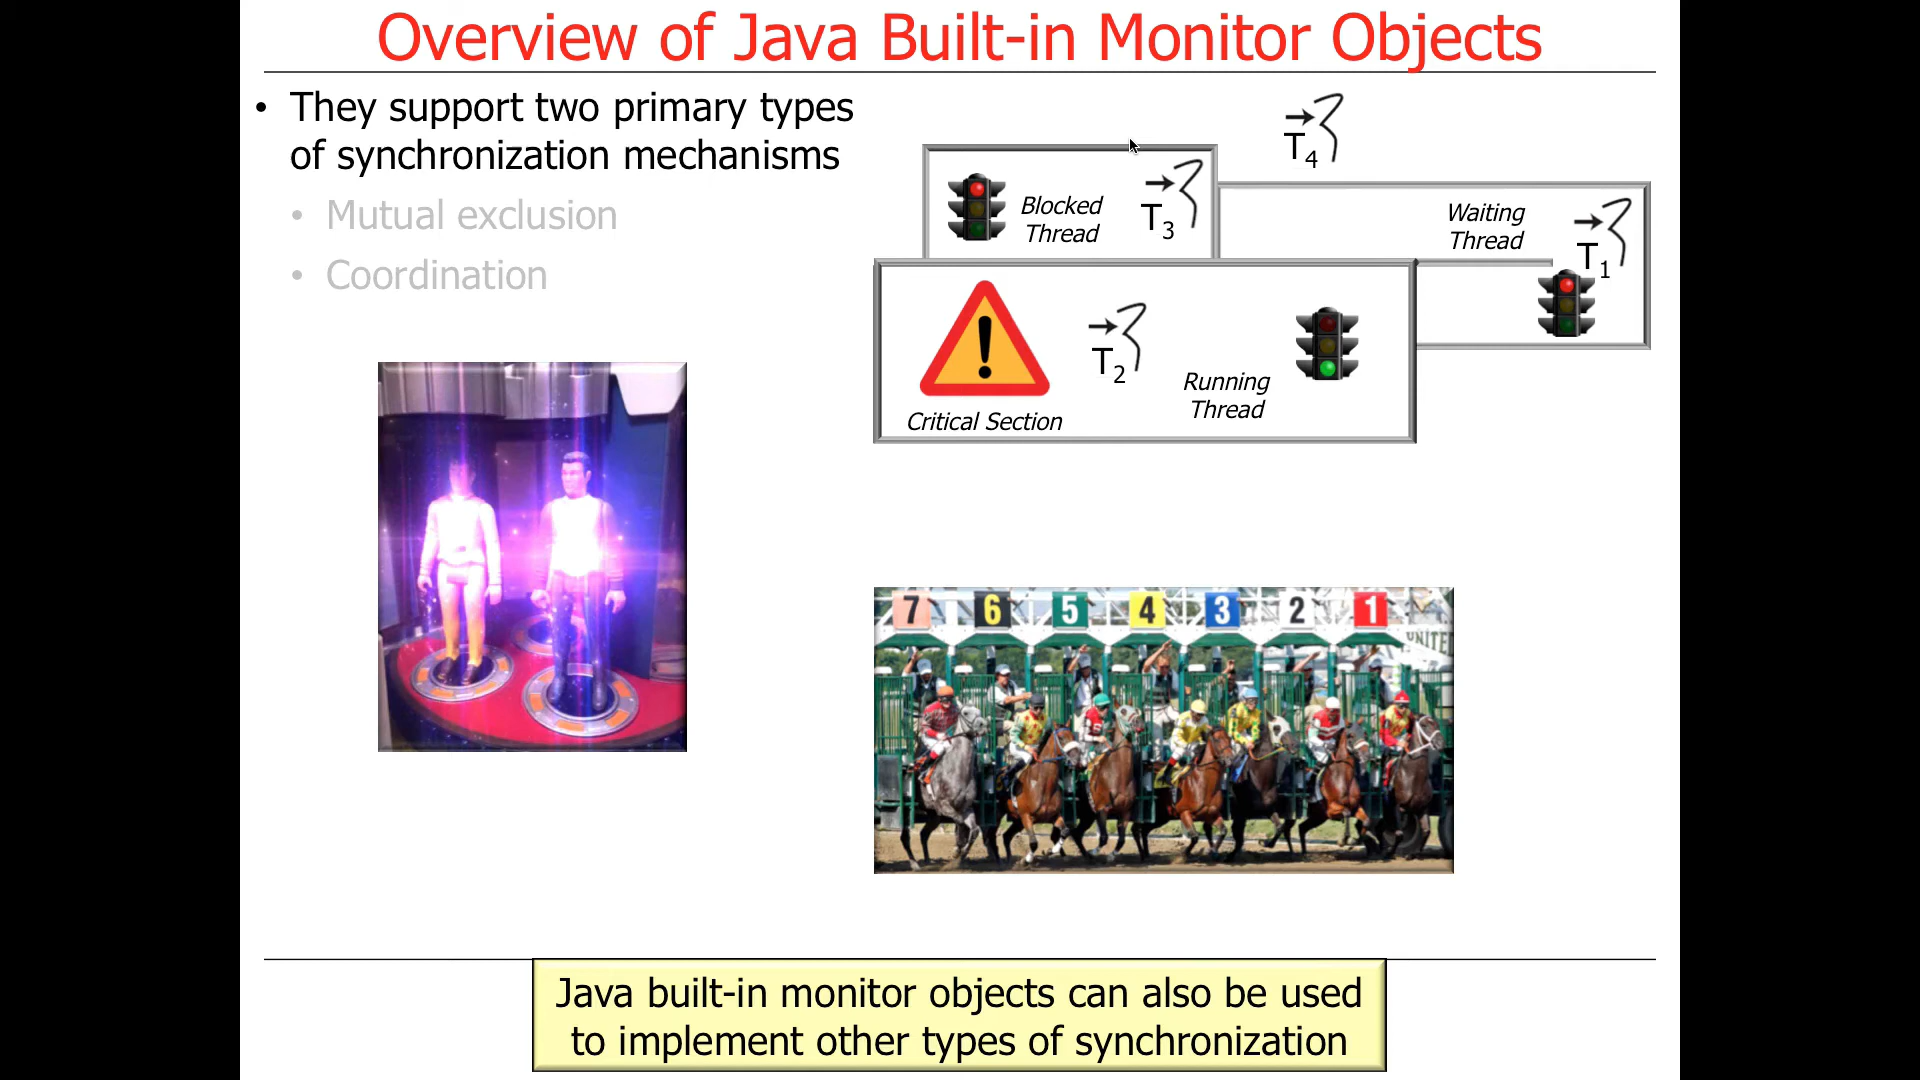 Overview of Java Built-in Monitor Objects
• They support two primary types
of synchronization mechanisms
• Mutual exclusion
• Coordination
T4
Blocked
Thread
T3
Waiting
Thread
T1
Critical Section
T2
Running
Thread
7 6 5 4 3 2 1
UNITE
Java built-in monitor objects can also be used
to implement other types of synchronization